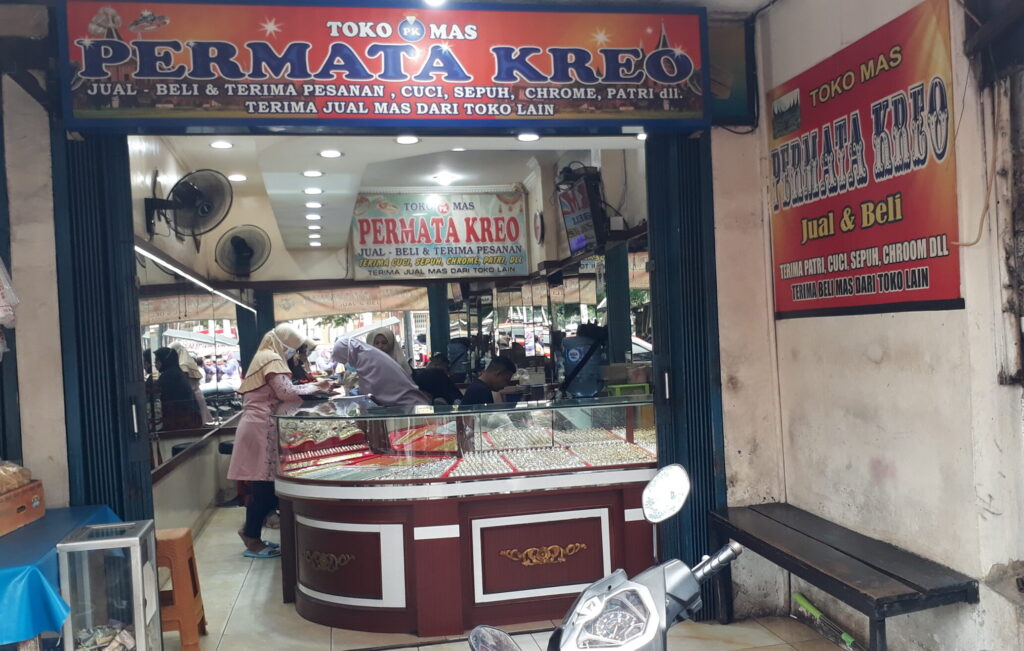 TOKO PK MAS
PERMATA KREO
JUAL - BELI & TERIMA PESANAN , CUCI, SEPUH, CHROME, PATRI dll.
TERIMA JUAL MAS DARI TOKO LAIN
TOKO PK MAS
PERMATA KREO
JUAL - BELI & TERIMA PESANAN
TERIMA CUCI, SEPUH, CHROME, PATRI, DLL
TERIMA JUAL MAS DARI TOKO LAIN
TOKO MAS
PERMATA KREO
Jual & Beli
TERIMA PATRI, CUCI, SEPUH, CHROOM DLL
TERIMA BELI MAS DARI TOKO LAIN